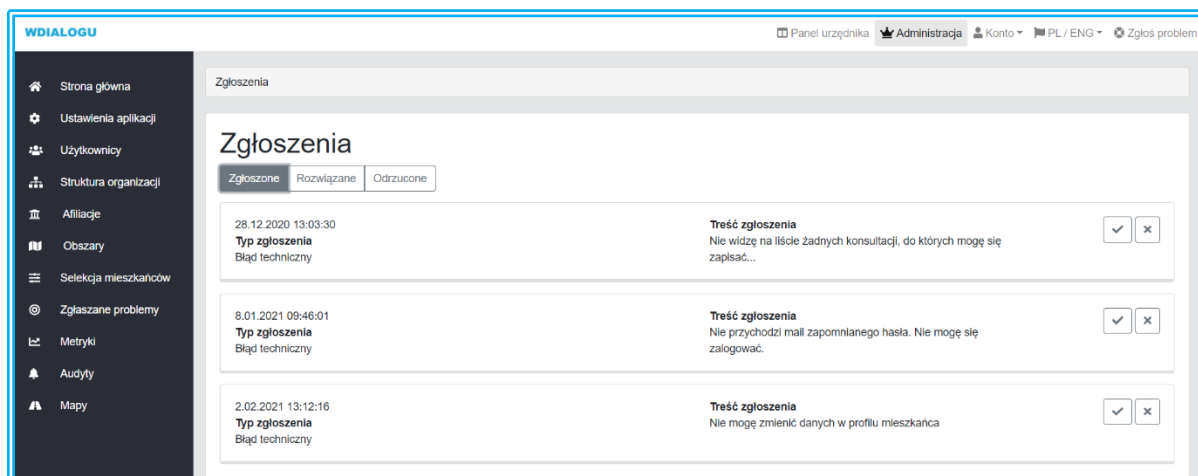 WDIALOGU
Panel urzędnika Administracja Konto PL / ENG Zgłoś problem
Strona główna
Ustawienia aplikacji
Użytkownicy
Struktura organizacji
Afiliacje
Obszary
Selekcja mieszkańców
Zgłaszane problemy
Metryki
Audyty
Mapy
Zgłoszenia
Zgłoszenia
Zgłoszone Rozwiązane Odrzucone
28.12.2020 13:03:30
Typ zgłoszenia
Błąd techniczny
Treść zgłoszenia
Nie widzę na liście żadnych konsultacji, do których mogę się
zapisać...
8.01.2021 09:46:01
Typ zgłoszenia
Błąd techniczny
Treść zgłoszenia
Nie przychodzi mail zapomnianego hasła. Nie mogę się
zalogować.
2.02.2021 13:12:16
Typ zgłoszenia
Błąd techniczny
Treść zgłoszenia
Nie mogę zmienić danych w profilu mieszkańca